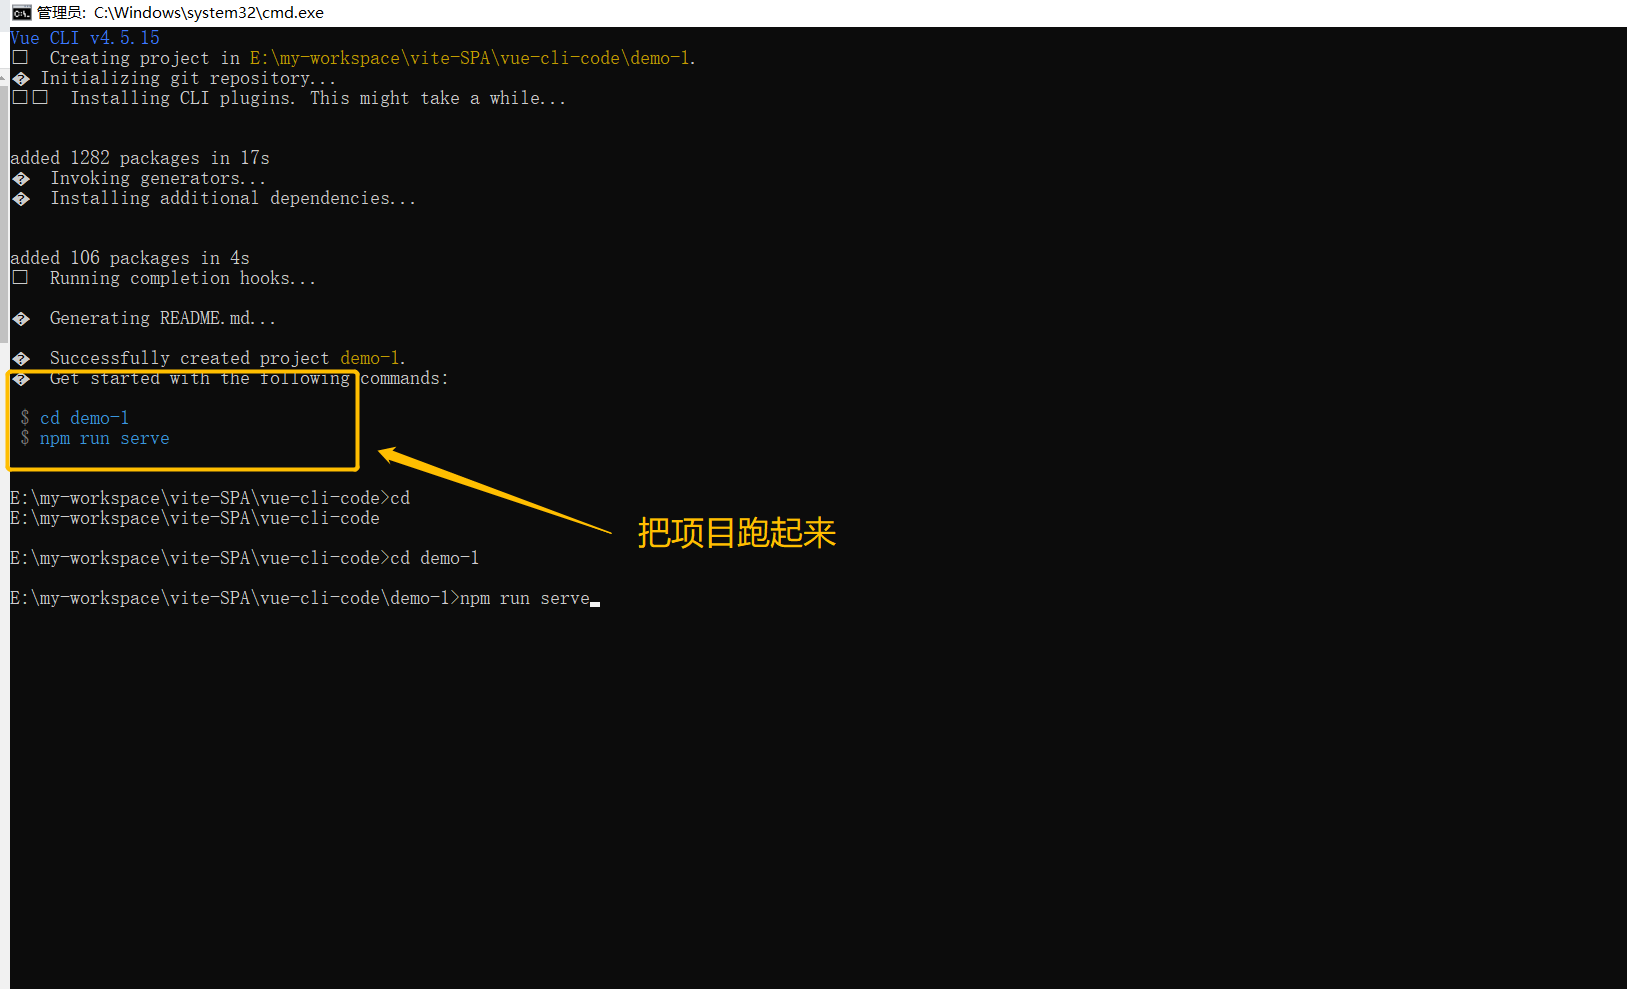 管理员: C:\Windows\system32\cmd.exe
Vue CLI v4.5.15
Creating project in E:\my-workspace\vite-SPA\vue-cli-code\demo-1.
Initializing git repository...
Installing CLI plugins. This might take a while...
added 1282 packages in 17s
Invoking generators...
Installing additional dependencies...
added 106 packages in 4s
Running completion hooks...
Generating README.md...
Successfully created project demo-1.
Get started with the following commands:
$ cd demo-1
$ npm run serve
E:\my-workspace\vite-SPA\vue-cli-code>cd
E:\my-workspace\vite-SPA\vue-cli-code
把项目跑起来
E:\my-workspace\vite-SPA\vue-cli-code>cd demo-1
E:\my-workspace\vite-SPA\vue-cli-code\demo-1>npm run serve